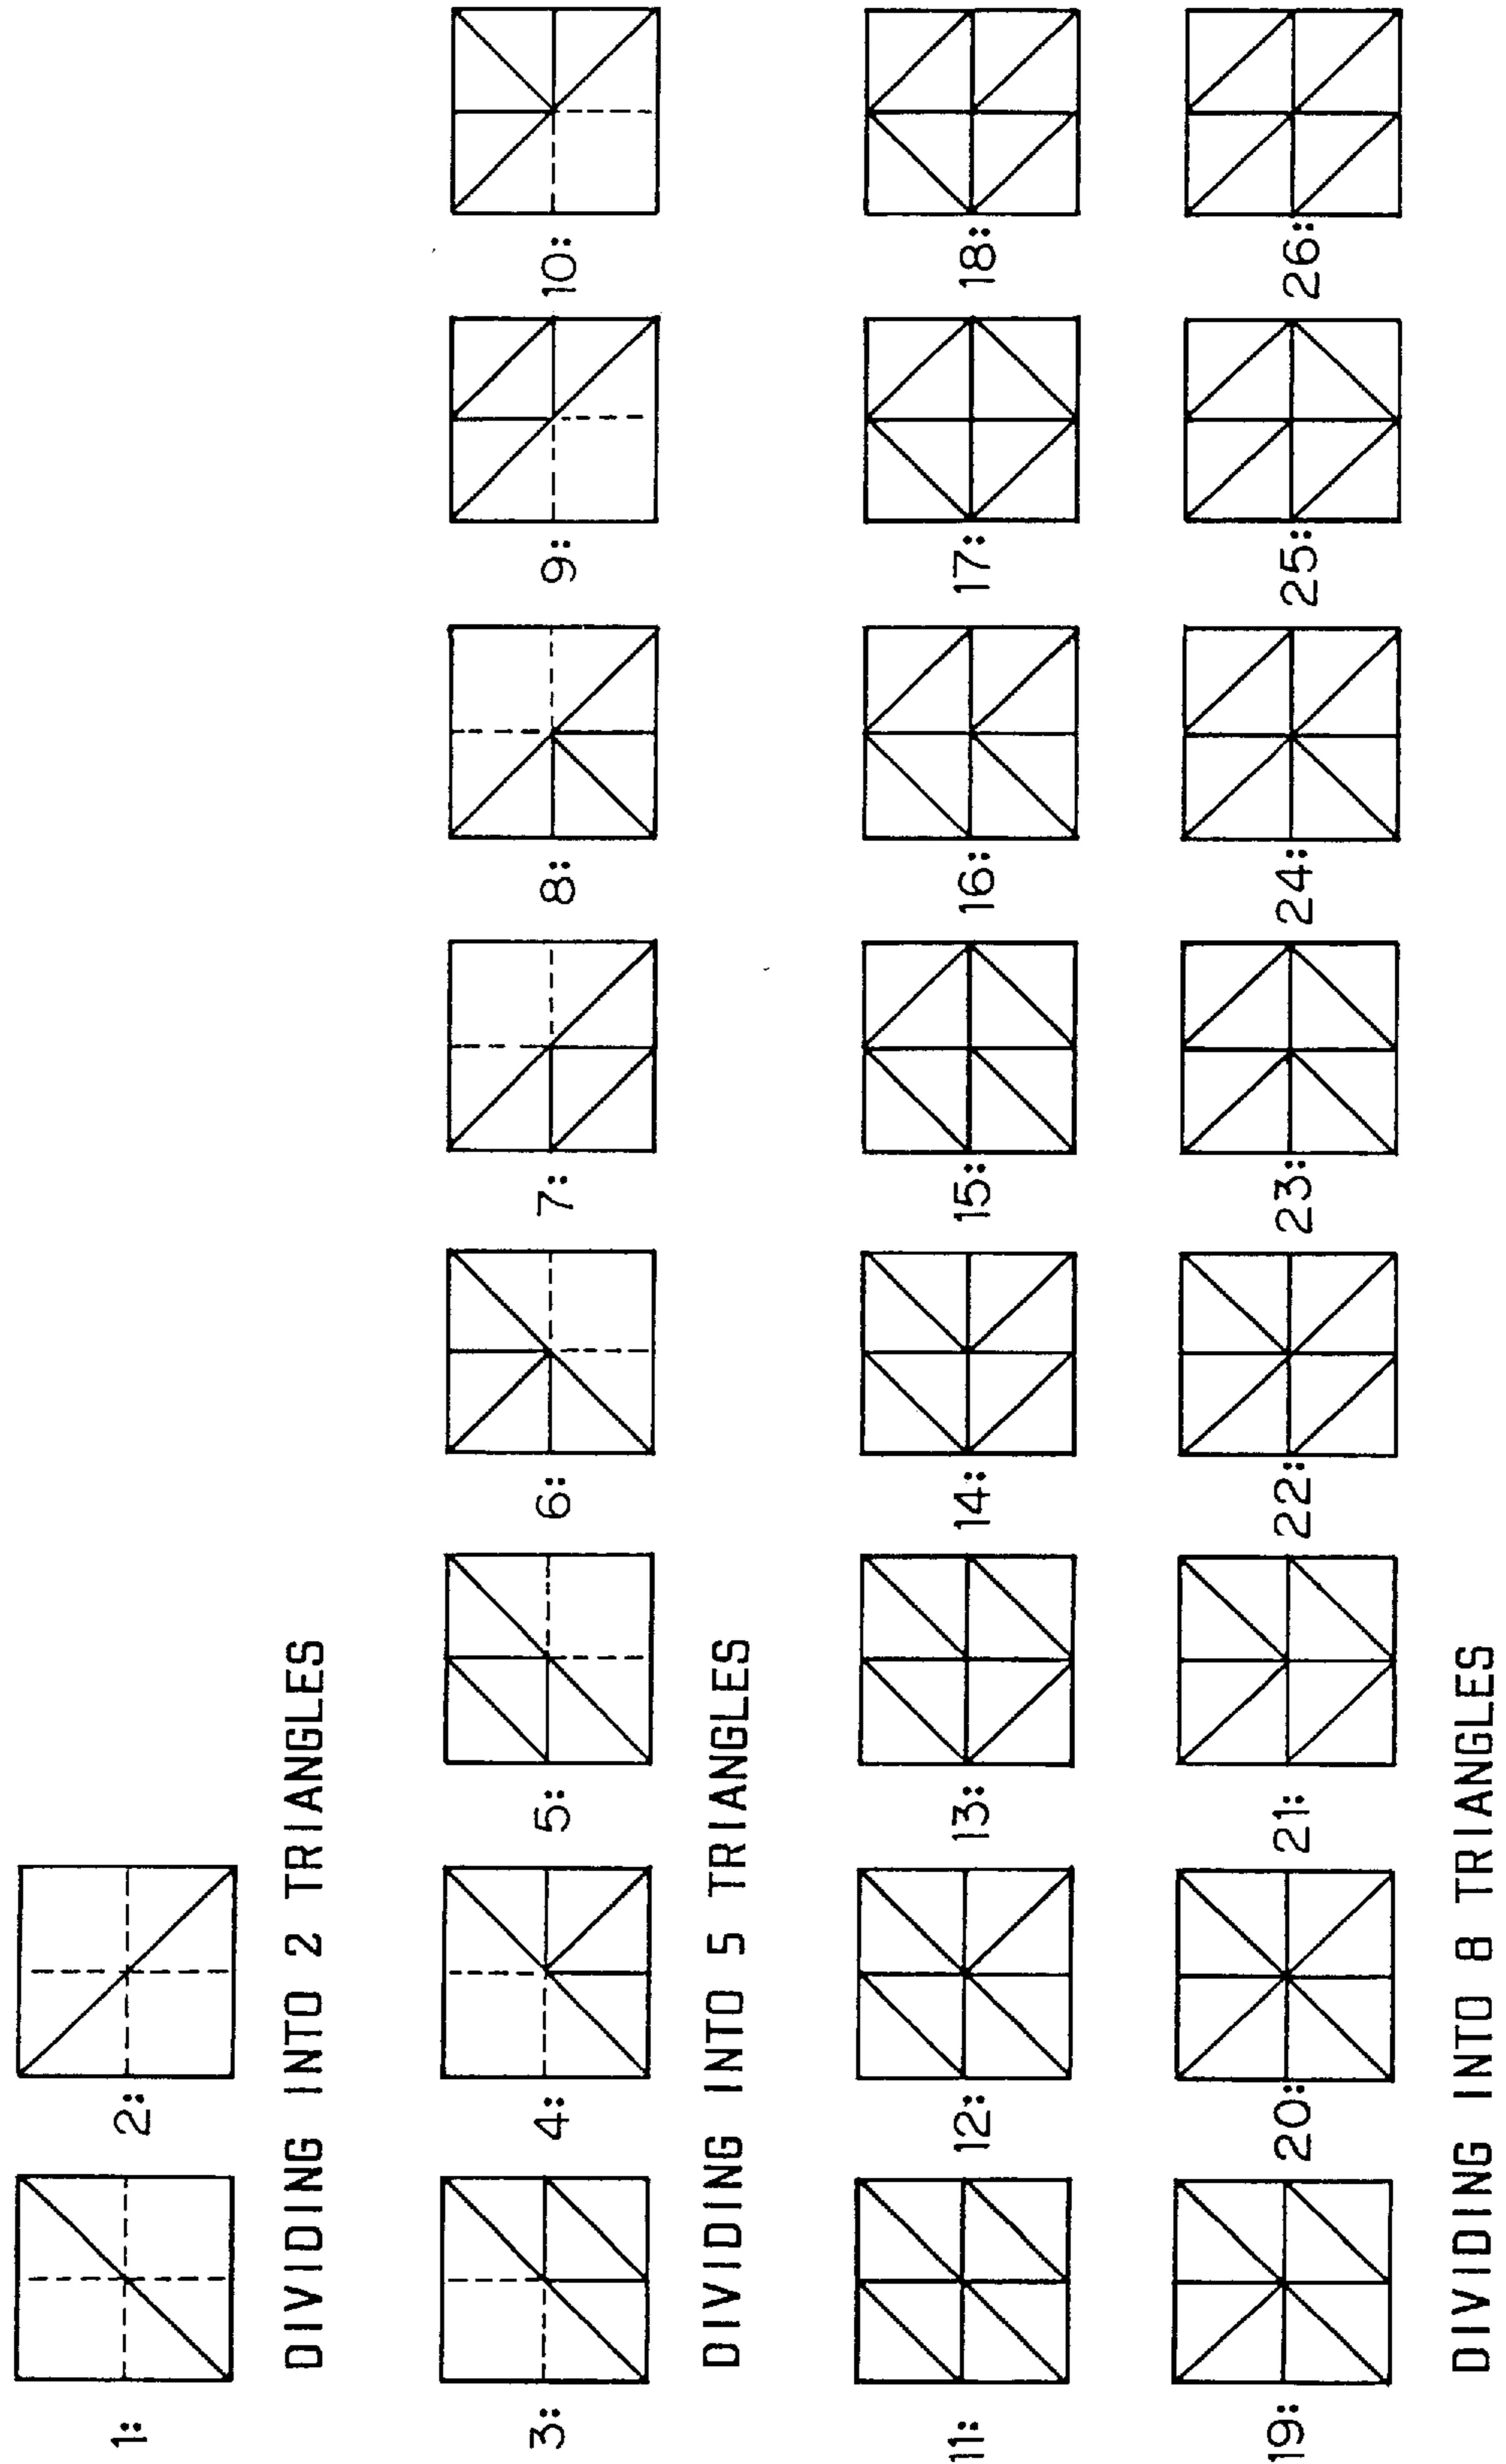 1: 2:
DIVIDING INTO 2 TRIANGLES
3: 4: 5: 6: 7: 8: 9: 10:
DIVIDING INTO 5 TRIANGLES
11: 12: 13: 14: 15: 16: 17: 18:
19: 20: 21: 22: 23: 24: 25: 26:
DIVIDING INTO 8 TRIANGLES